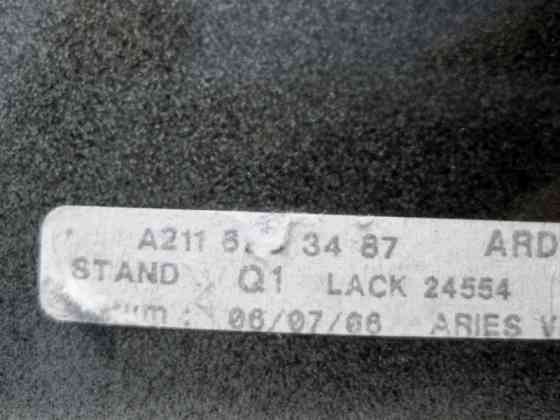 A211 34 87 ARD
STAND Q1 LACK 24554
06/07/06 ARIES V